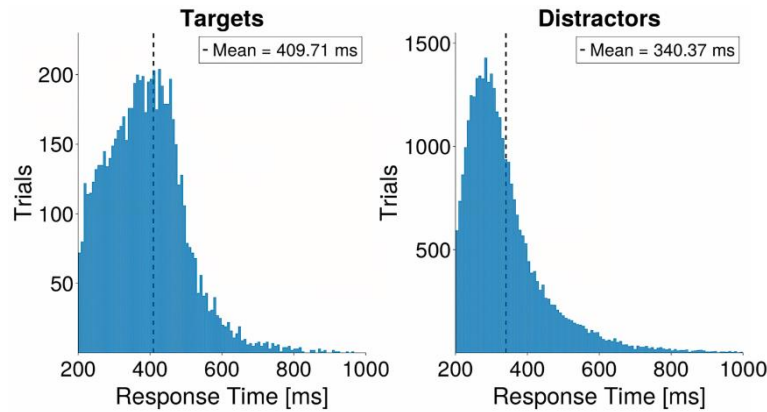 Targets
- Mean = 409.71 ms
200
150
100
50
Trials
200 400 600 800 1000
Response Time [ms]
Distractors
- Mean = 340.37 ms
1500
1000
500
Trials
200 400 600 800 1000
Response Time [ms]